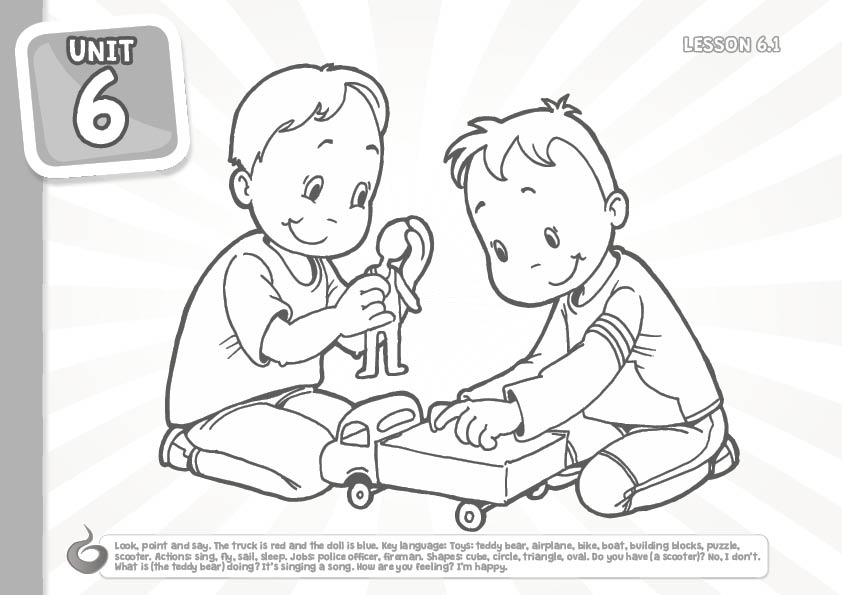 UNIT
6
LESSON 6.1
Look, point and say. The truck is red and the doll is blue. Key language: Toys: teddy bear, airplane, bike, boat, building blocks, puzzle,
scooter. Actions: sing, fly, sail, sleep. Jobs: police officer, fireman. Shapes: cube, circle, triangle, oval. Do you have (a scooter)? No, I don't.
What is (the teddy bear) doing? It's singing a song. How are you feeling? I'm happy.